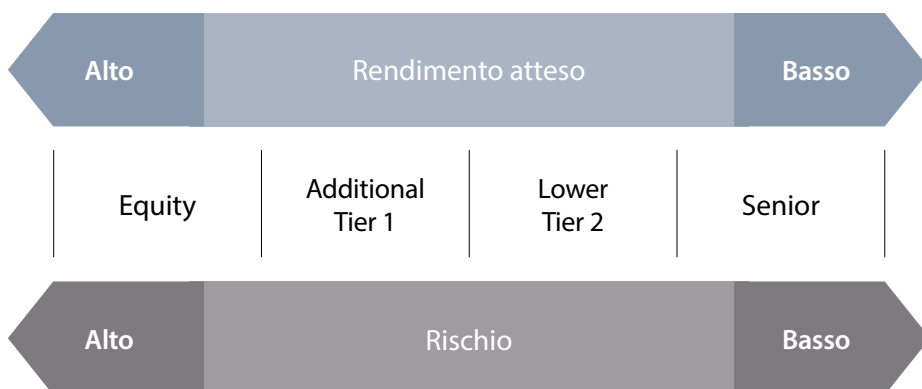 Alto Rendimento atteso Basso
Equity
Additional
Tier 1
Lower
Tier 2
Senior
Alto Rischio Basso